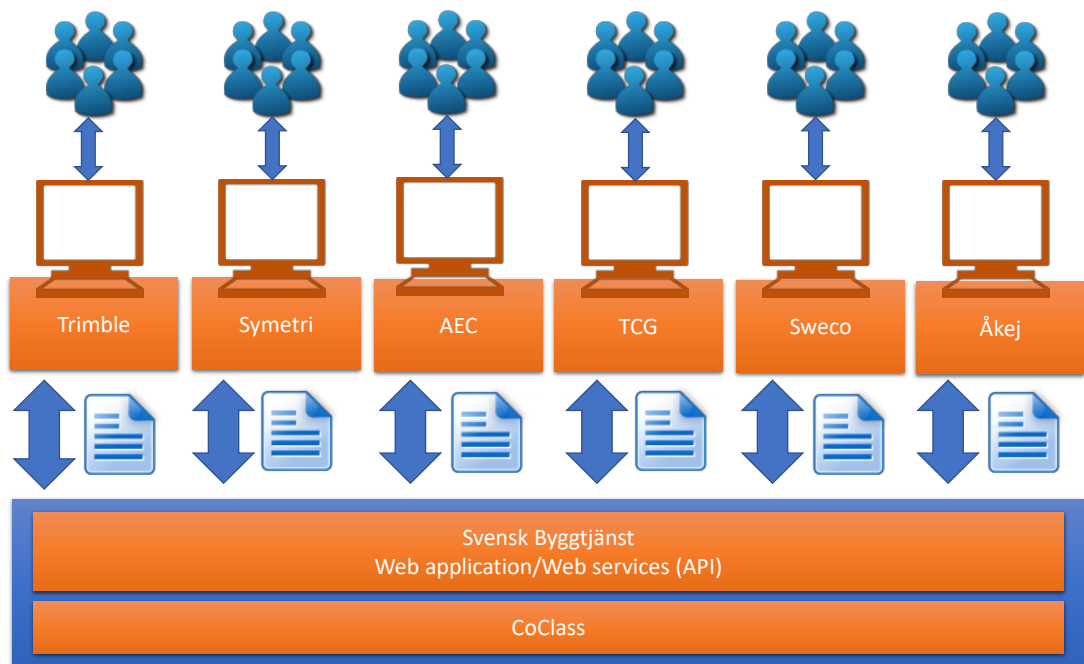 Trimble
Symetri
AEC
TCG
Sweco
Åkej
Svensk Byggtjänst
Web application/Web services (API)
CoClass